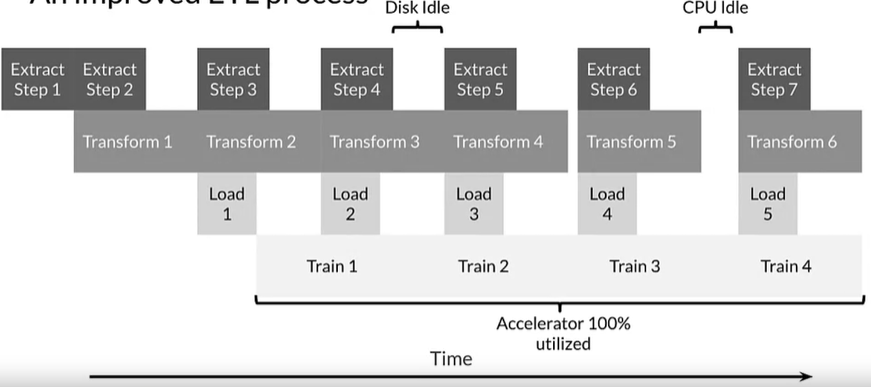 An improved ETL process
Disk Idle
CPU Idle
Extract
Step 1
Extract
Step 2
Extract
Step 3
Extract
Step 4
Extract
Step 5
Extract
Step 6
Extract
Step 7
Transform 1
Transform 2
Transform 3
Transform 4
Transform 5
Transform 6
Load
1
Load
2
Load
3
Load
4
Load
5
Train 1
Train 2
Train 3
Train 4
Accelerator 100%
utilized
Time